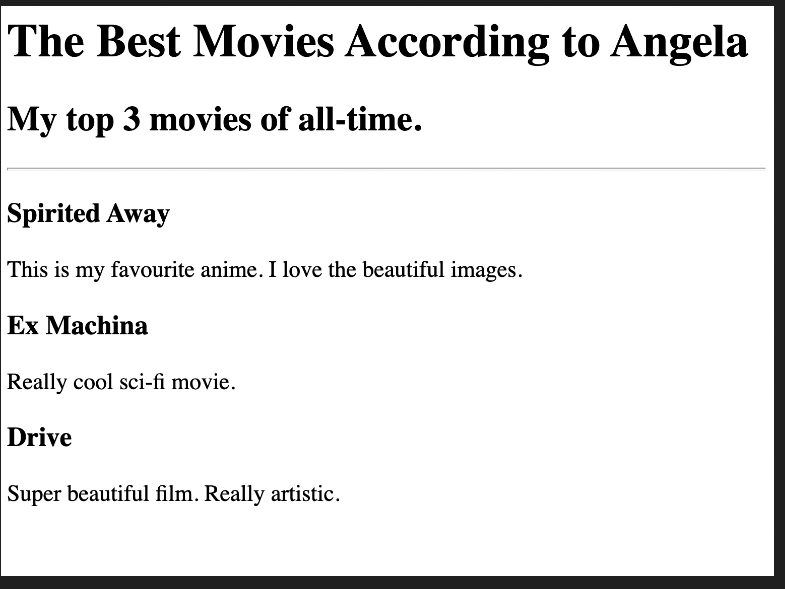 The Best Movies According to Angela
My top 3 movies of all-time.
Spirited Away
This is my favourite anime. I love the beautiful images.
Ex Machina
Really cool sci-fi movie.
Drive
Super beautiful film. Really artistic.